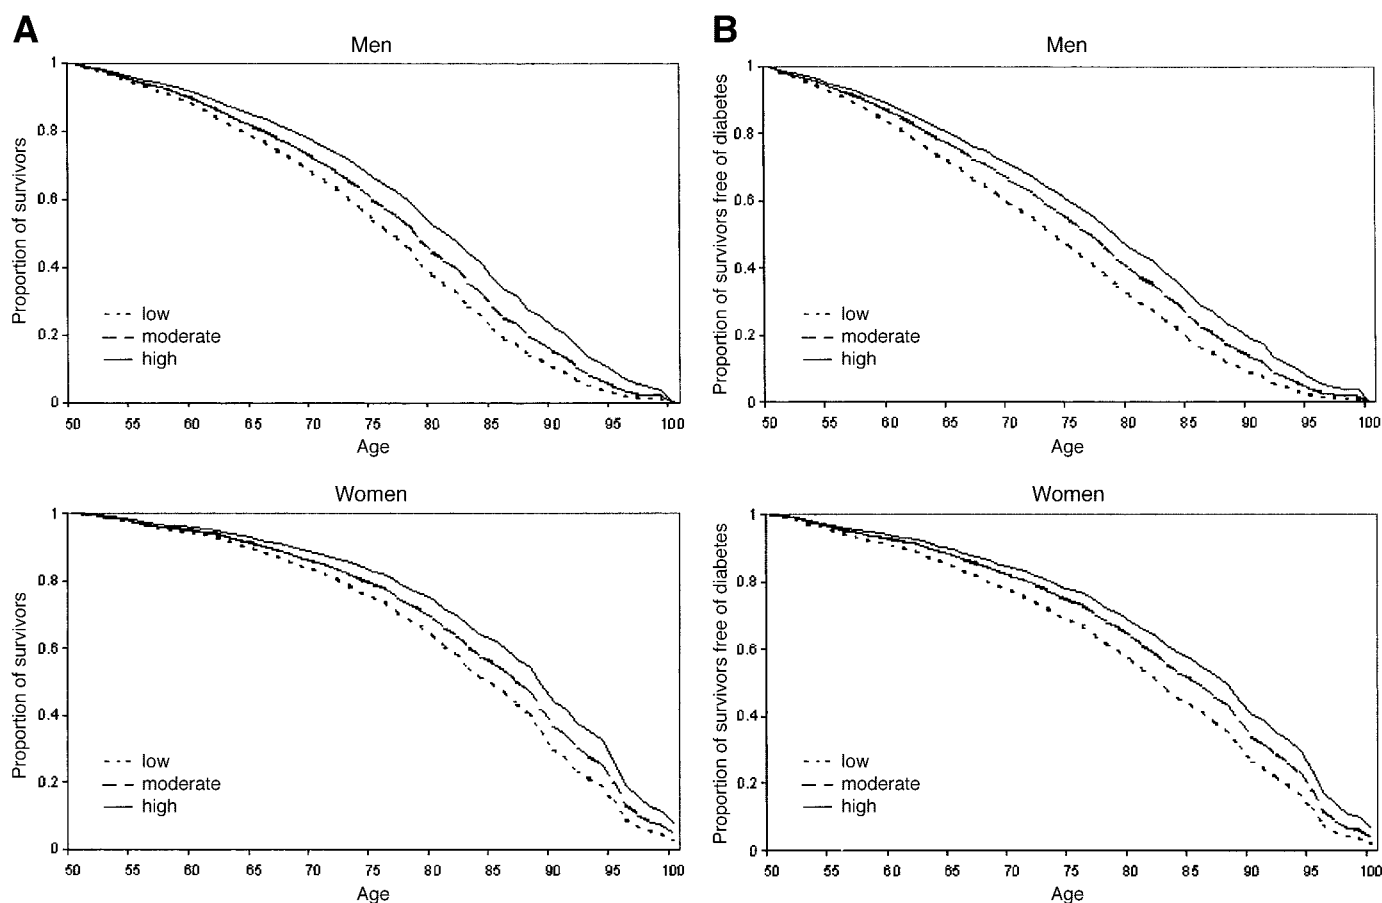 A
Men
Proportion of survivors
1
0.8
0.6
0.4
0.2
0
low
moderate
high
50 55 60 65 70 75 80 85 90 95 100
Age
B
Men
Proportion of survivors free of diabetes
1
0.8
0.6
0.4
0.2
0
low
moderate
high
50 55 60 65 70 75 80 85 90 95 100
Age
Women
Proportion of survivors
1
0.8
0.6
0.4
0.2
0
low
moderate
high
50 55 60 65 70 75 80 85 90 95 100
Age
Women
Proportion of survivors free of diabetes
1
0.8
0.6
0.4
0.2
0
low
moderate
high
50 55 60 65 70 75 80 85 90 95 100
Age